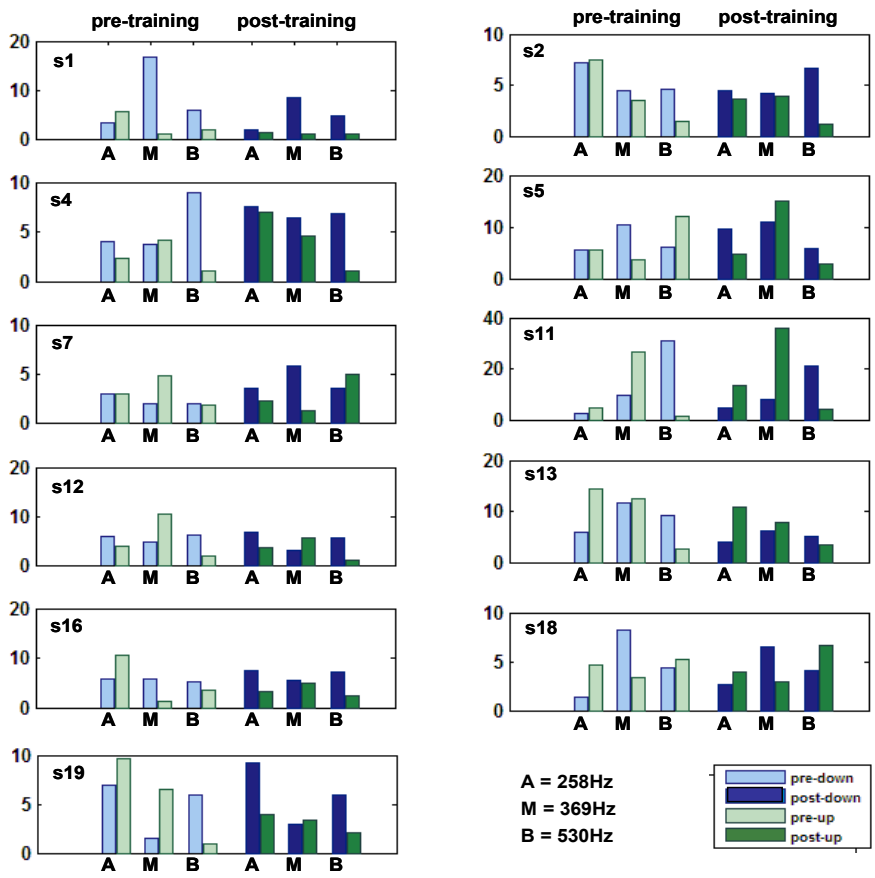 pre-training post-training
s1
20
10
0
A M B A M B
s4
10
5
0
A M B A M B
s7
10
5
0
A M B A M B
s12
20
10
0
A M B A M B
s16
20
10
0
A M B A M B
s19
10
5
0
A M B A M B
pre-training post-training
s2
10
5
0
A M B A M B
s5
20
10
0
A M B A M B
s11
40
20
0
A M B A M B
s13
20
10
0
A M B A M B
s18
10
5
0
A M B A M B
A = 258Hz
M = 369Hz
B = 530Hz
pre-down
post-down
pre-up
post-up